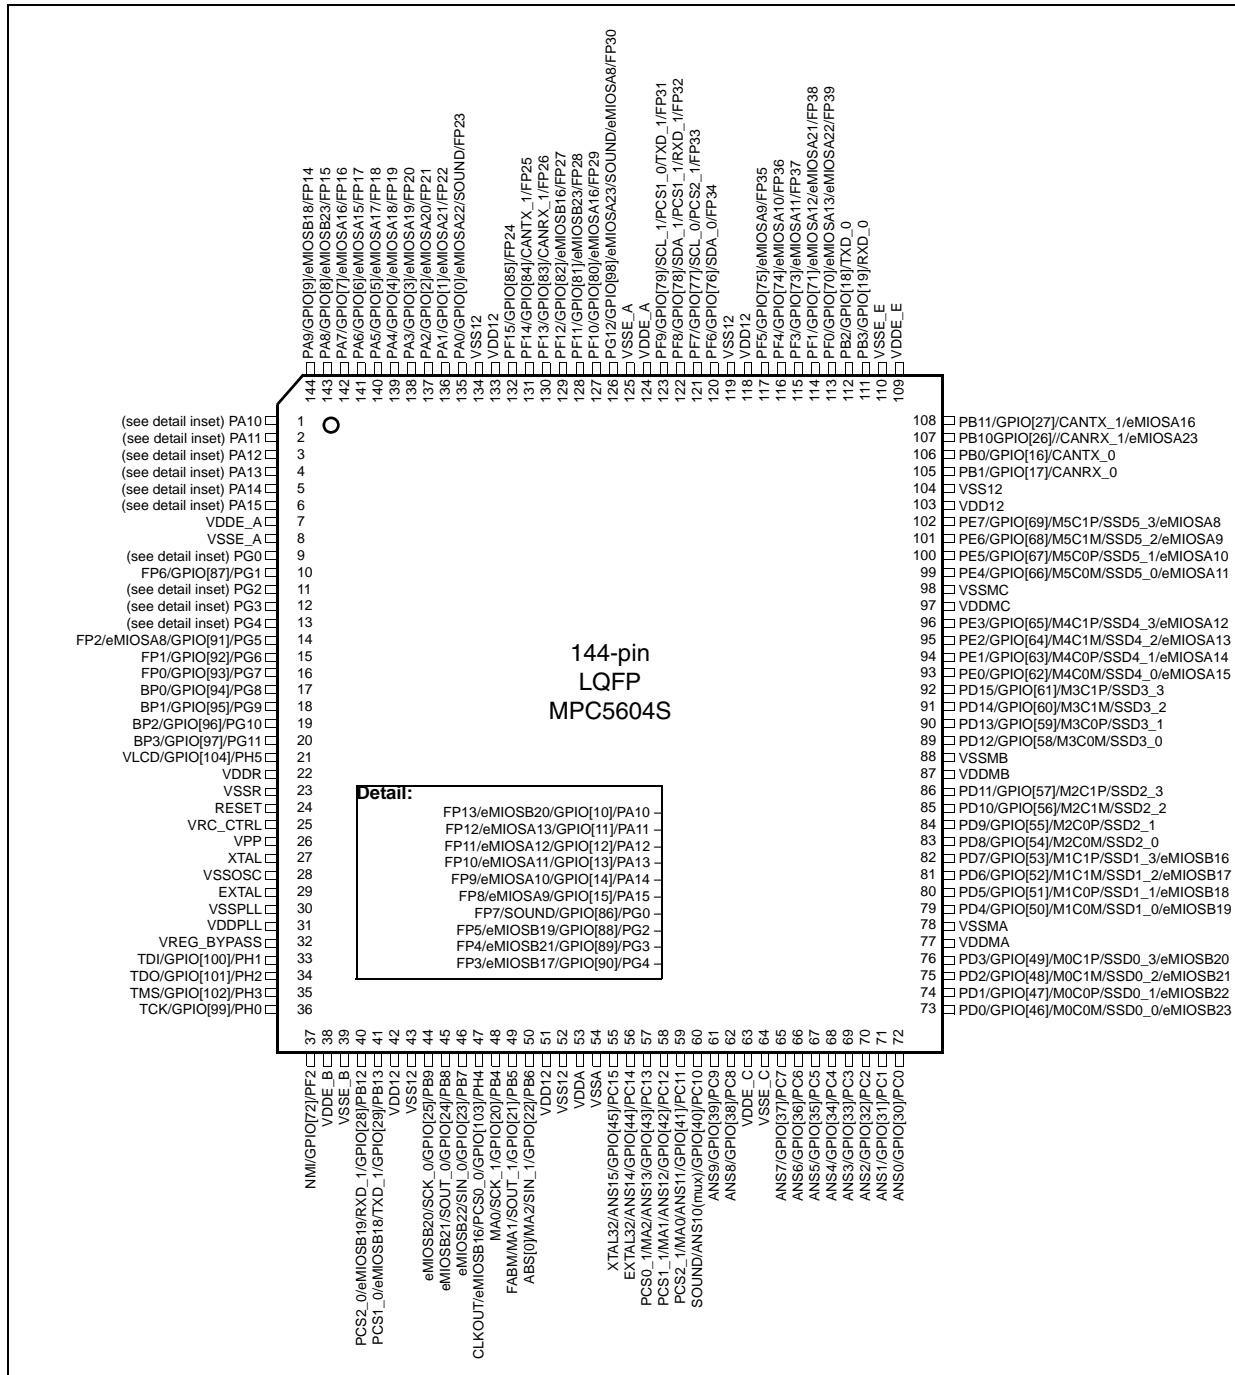 PA9/GPIO[9]/eMIOSB18/FP14
PA8/GPIO[8]/eMIOSB23/FP15
PA7/GPIO[7]/eMIOSA16/FP16
PA6/GPIO[6]/eMIOSA15/FP17
PA5/GPIO[5]/eMIOSA17/FP18
PA4/GPIO[4]/eMIOSA18/FP19
PA3/GPIO[3]/eMIOSA19/FP20
PA2/GPIO[2]/eMIOSA20/FP21
PA1/GPIO[1]/eMIOSA21/FP22
PA0/GPIO[0]/eMIOSA22/SOUND/FP23
VSS12
VDD12
PF15/GPIO[85]/FP24
PF14/GPIO[84]/CANTX_1/FP25
PF13/GPIO[83]/CANRX_1/FP26
PF12/GPIO[82]/eMIOSB16/FP27
PF11/GPIO[81]/eMIOSB23/FP28
PF10/GPIO[80]/eMIOSA16/FP29
PG12/GPIO[98]/eMIOSA23/SOUND/eMIOSA8/FP30
VSSE_A
VDDE_A
PF9/GPIO[79]/SCL_1/PCS1_0/TXD_1/FP31
PF8/GPIO[78]/SDA_1/PCS1_1/RXD_1/FP32
PF7/GPIO[77]/SCL_0/PCS2_1/FP33
PF6/GPIO[76]/SDA_0/FP34
VSS12
VDD12
PF5/GPIO[75]/eMIOSA9/FP35
PF4/GPIO[74]/eMIOSA10/FP36
PF3/GPIO[73]/eMIOSA11/FP37
PF1/GPIO[71]/eMIOSA12/eMIOSA21/FP38
PF0/GPIO[70]/eMIOSA13/eMIOSA22/FP39
PB2/GPIO[18]/TXD_0
PB3/GPIO[19]/RXD_0
VSSE_E
VDDE_E
144 143 142 141 140 139 138 137 136 135 134 133 132 131 130 129 128 127 126 125 124 123 122 121 120 119 118 117 116 115 114 113 112 111 110 109
(see detail inset) PA10 1
(see detail inset) PA11 2
(see detail inset) PA12 3
(see detail inset) PA13 4
(see detail inset) PA14 5
(see detail inset) PA15 6
VDDE_A 7
VSSE_A 8
(see detail inset) PG0 9
FP6/GPIO[87]/PG1 10
(see detail inset) PG2 11
(see detail inset) PG3 12
(see detail inset) PG4 13
FP2/eMIOSA8/GPIO[91]/PG5 14
FP1/GPIO[92]/PG6 15
FP0/GPIO[93]/PG7 16
BP0/GPIO[94]/PG8 17
BP1/GPIO[95]/PG9 18
BP2/GPIO[96]/PG10 19
BP3/GPIO[97]/PG11 20
VLCD/GPIO[104]/PH5 21
VDDR 22
VSSR 23
RESET 24
VRC_CTRL 25
VPP 26
XTAL 27
VSSOSC 28
EXTAL 29
VSSPLL 30
VDDPLL 31
VREG_BYPASS 32
TDI/GPIO[100]/PH1 33
TDO/GPIO[101]/PH2 34
TMS/GPIO[102]/PH3 35
TCK/GPIO[99]/PH0 36
144-pin
LQFP
MPC5604S
Detail:
FP13/eMIOSB20/GPIO[10]/PA10
FP12/eMIOSA13/GPIO[11]/PA11
FP11/eMIOSA12/GPIO[12]/PA12
FP10/eMIOSA11/GPIO[13]/PA13
FP9/eMIOSA10/GPIO[14]/PA14
FP8/eMIOSA9/GPIO[15]/PA15
FP7/SOUND/GPIO[86]/PG0
FP5/eMIOSB19/GPIO[88]/PG2
FP4/eMIOSB21/GPIO[89]/PG3
FP3/eMIOSB17/GPIO[90]/PG4
108 PB11/GPIO[27]/CANTX_1/eMIOSA16
107 PB10GPIO[26]//CANRX_1/eMIOSA23
106 PB0/GPIO[16]/CANTX_0
105 PB1/GPIO[17]/CANRX_0
104 VSS12
103 VDD12
102 PE7/GPIO[69]/M5C1P/SSD5_3/eMIOSA8
101 PE6/GPIO[68]/M5C1M/SSD5_2/eMIOSA9
100 PE5/GPIO[67]/M5C0P/SSD5_1/eMIOSA10
99 PE4/GPIO[66]/M5C0M/SSD5_0/eMIOSA11
98 VSSMC
97 VDDMC
96 PE3/GPIO[65]/M4C1P/SSD4_3/eMIOSA12
95 PE2/GPIO[64]/M4C1M/SSD4_2/eMIOSA13
94 PE1/GPIO[63]/M4C0P/SSD4_1/eMIOSA14
93 PE0/GPIO[62]/M4C0M/SSD4_0/eMIOSA15
92 PD15/GPIO[61]/M3C1P/SSD3_3
91 PD14/GPIO[60]/M3C1M/SSD3_2
90 PD13/GPIO[59]/M3C0P/SSD3_1
89 PD12/GPIO[58/M3C0M/SSD3_0
88 VSSMB
87 VDDMB
86 PD11/GPIO[57]/M2C1P/SSD2_3
85 PD10/GPIO[56]/M2C1M/SSD2_2
84 PD9/GPIO[55]/M2C0P/SSD2_1
83 PD8/GPIO[54]/M2C0M/SSD2_0
82 PD7/GPIO[53]/M1C1P/SSD1_3/eMIOSB16
81 PD6/GPIO[52]/M1C1M/SSD1_2/eMIOSB17
80 PD5/GPIO[51]/M1C0P/SSD1_1/eMIOSB18
79 PD4/GPIO[50]/M1C0M/SSD1_0/eMIOSB19
78 VSSMA
77 VDDMA
76 PD3/GPIO[49]/M0C1P/SSD0_3/eMIOSB20
75 PD2/GPIO[48]/M0C1M/SSD0_2/eMIOSB21
74 PD1/GPIO[47]/M0C0P/SSD0_1/eMIOSB22
73 PD0/GPIO[46]/M0C0M/SSD0_0/eMIOSB23
37 38 39 40 41 42 43 44 45 46 47 48 49 50 51 52 53 54 55 56 57 58 59 60 61 62 63 64 65 66 67 68 69 70 71 72
NMI/GPIO[72]/PF2
VDDE_B
VSSE_B
PCS2_0/eMIOSB19/RXD_1/GPIO[28]/PB12
PCS1_0/eMIOSB18/TXD_1/GPIO[29]/PB13
VDD12
VSS12
eMIOSB20/SCK_0/GPIO[25]/PB9
eMIOSB21/SOUT_0/GPIO[24]/PB8
eMIOSB22/SIN_0/GPIO[23]/PB7
CLKOUT/eMIOSB16/PCS0_0/GPIO[103]/PH4
MA0/SCK_1/GPIO[20]/PB4
FABM/MA1/SOUT_1/GPIO[21]/PB5
ABS[0]/MA2/SIN_1/GPIO[22]/PB6
VDD12
VSS12
VDDA
VSSA
XTAL32/ANS15/GPIO[45]/PC15
EXTAL32/ANS14/GPIO[44]/PC14
PCS0_1/MA2/ANS13/GPIO[43]/PC13
PCS1_1/MA1/ANS12/GPIO[42]/PC12
PCS2_1/MA0/ANS11/GPIO[41]/PC11
SOUND/ANS10(mux)/GPIO[40]/PC10
ANS9/GPIO[39]/PC9
ANS8/GPIO[38]/PC8
VDDE_C
VSSE_C
ANS7/GPIO[37]/PC7
ANS6/GPIO[36]/PC6
ANS5/GPIO[35]/PC5
ANS4/GPIO[34]/PC4
ANS3/GPIO[33]/PC3
ANS2/GPIO[32]/PC2
ANS1/GPIO[31]/PC1
ANS0/GPIO[30]/PC0